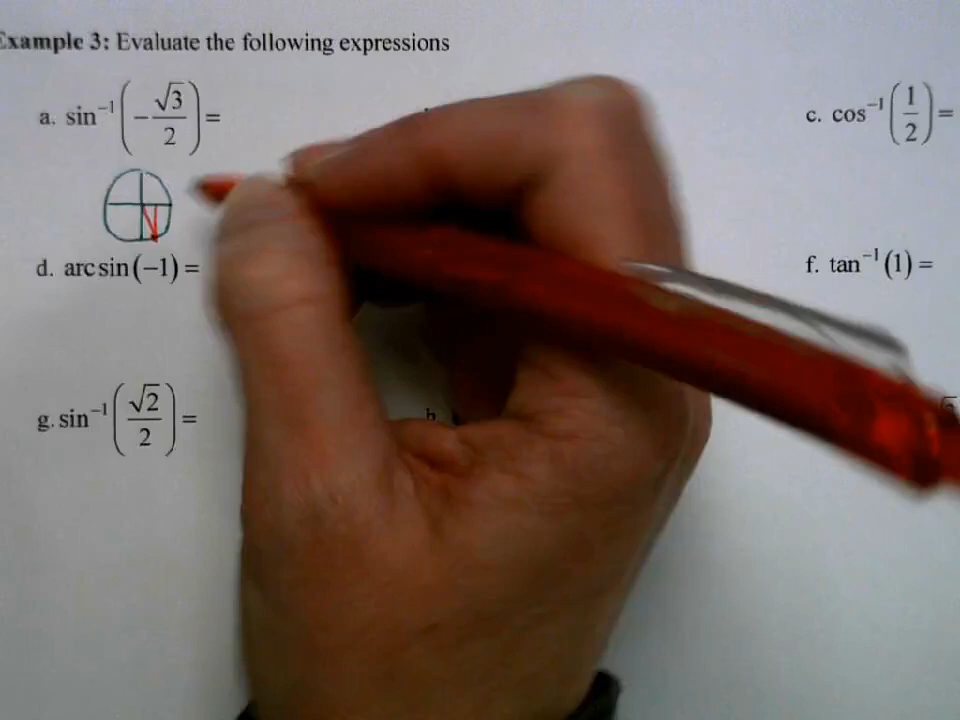 Example 3: Evaluate the following expressions
a. sin⁻¹(-√3/2)=
c. cos⁻¹(1/2)=
d. arcsin(-1)=
f. tan⁻¹(1)=
g. sin⁻¹(√2/2)=
h